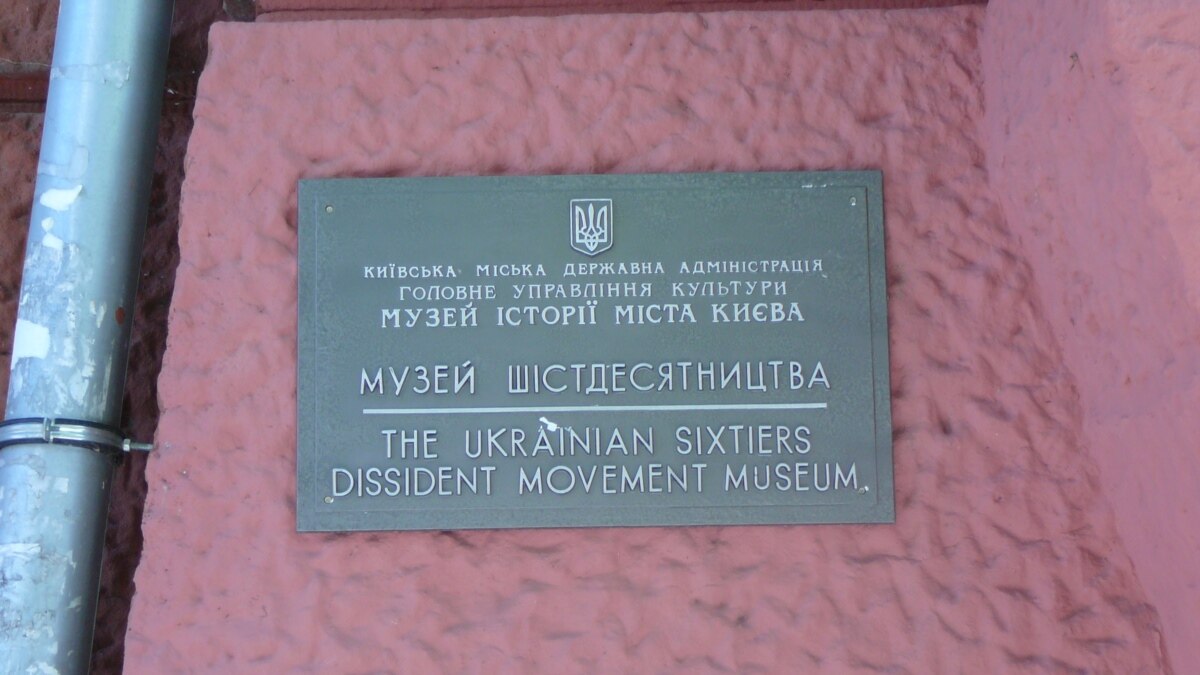 КИЇВСЬКА МІСЬКА ДЕРЖАВНА АДМІНІСТРАЦІЯ
ГОЛОВНЕ УПРАВЛІННЯ КУЛЬТУРИ
МУЗЕЙ ІСТОРІЇ МІСТА КИЄВА
МУЗЕЙ ШІСТДЕСЯТНИЦТВА
THE UKRAINIAN SIXTIERS
DISSIDENT MOVEMENT MUSEUM